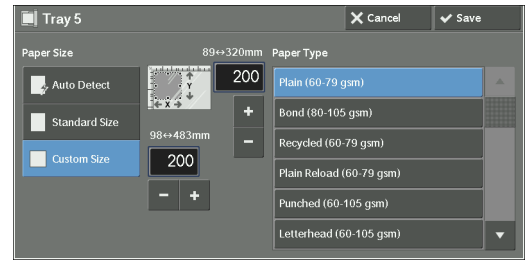 Tray 5
Cancel
Save
Paper Size
89↔320mm
Paper Type
Auto Detect
Standard Size
Custom Size
Y
X
200
+
−
98↔483mm
200
−
+
Plain (60-79 gsm)
Bond (80-105 gsm)
Recycled (60-79 gsm)
Plain Reload (60-79 gsm)
Punched (60-105 gsm)
Letterhead (60-105 gsm)